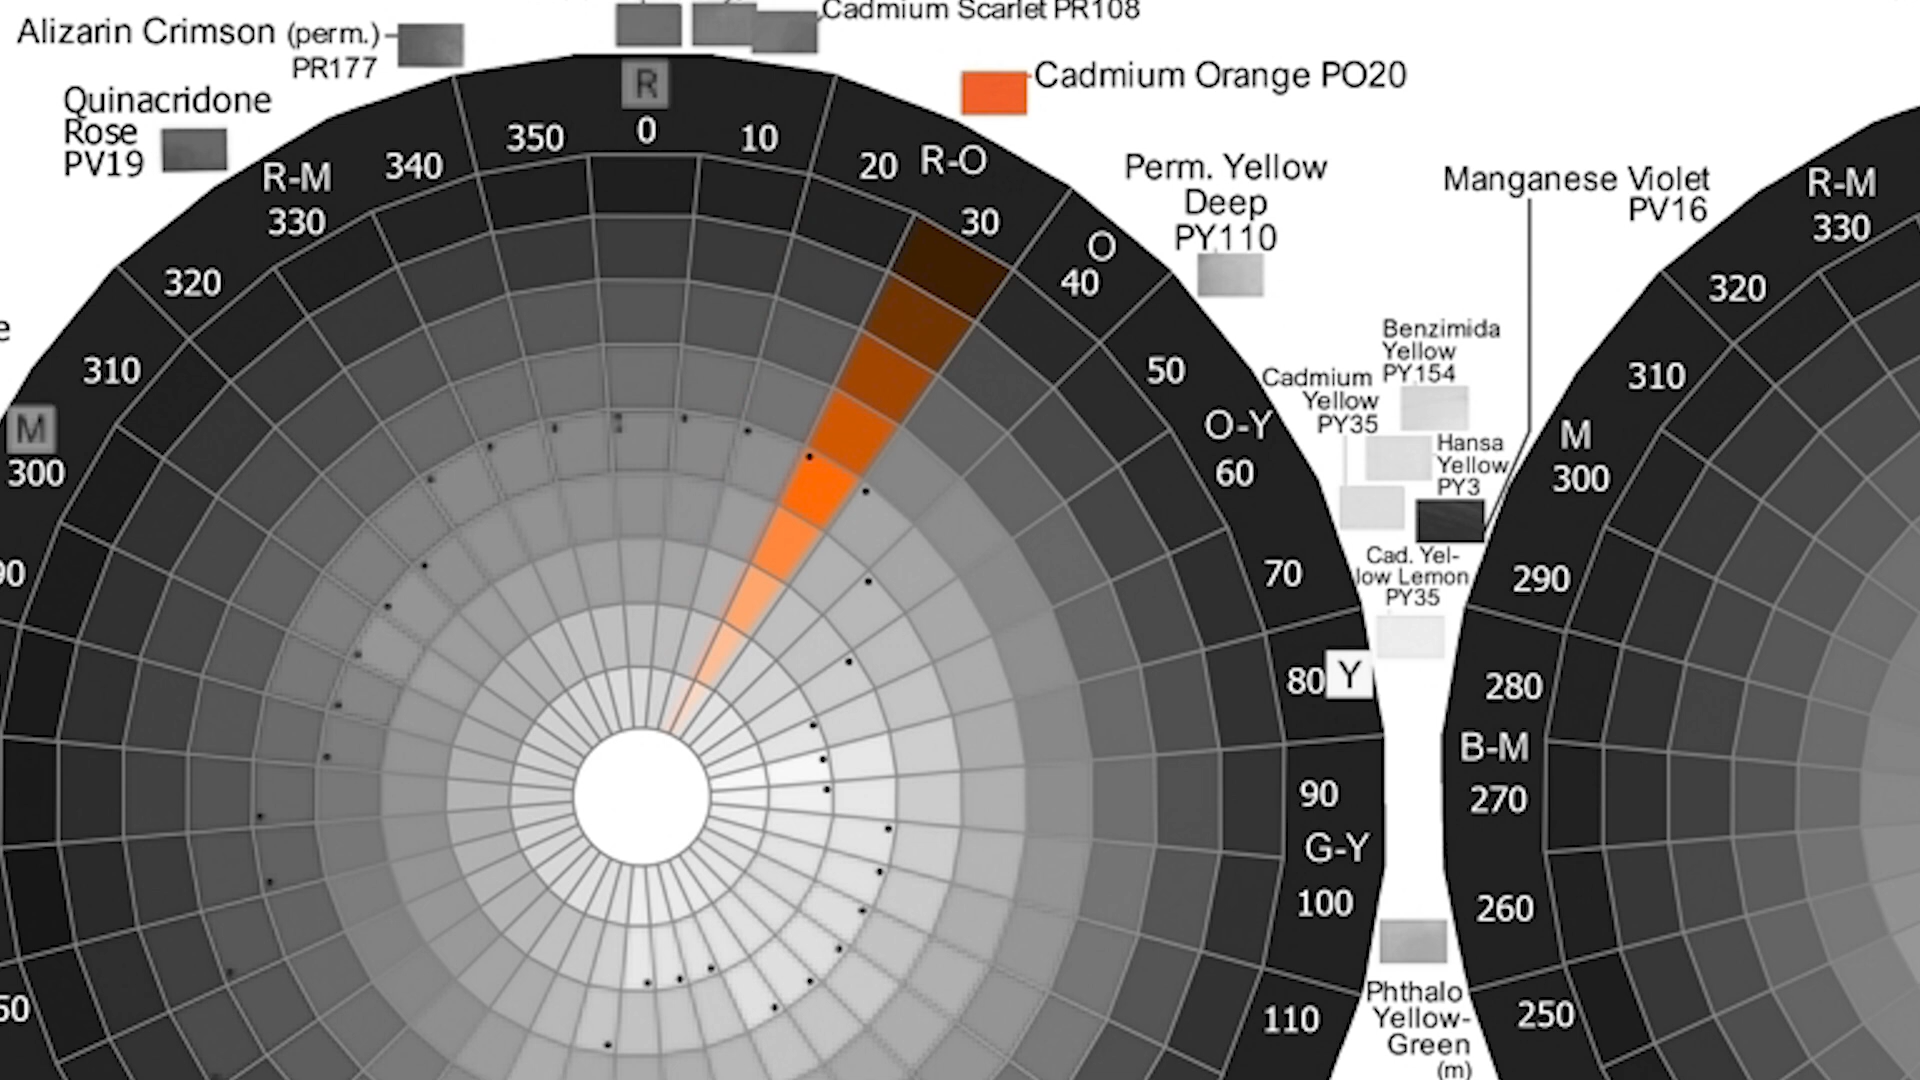 Cadmium Scarlet PR108
Alizarin Crimson (perm.)
PR177
Quinacridone
Rose
PV19
Cadmium Orange PO20
Perm. Yellow
Deep
PY110
Manganese Violet
PV16
Benzimida
Yellow
PY154
Cadmium
Yellow
PY35
Hansa
Yellow
PY3
Cad. Yel-
low Lemon
PY35
Phthalo
Yellow-
Green
(m)
R
0
10
20
R-O
30
O
40
50
O-Y
60
70
80
Y
90
G-Y
100
110
350
340
R-M
330
320
310
M
300
R-M
330
320
310
M
300
290
280
B-M
270
260
250